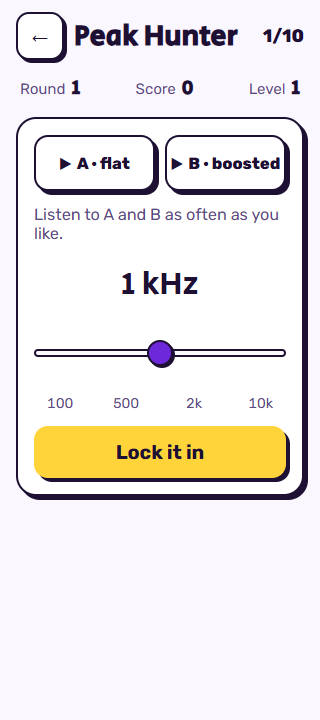 ←
Peak Hunter
1/10
Round 1
Score 0
Level 1
▶ A • flat
▶ B • boosted
Listen to A and B as often as you
like.
1 kHz
100
500
2k
10k
Lock it in